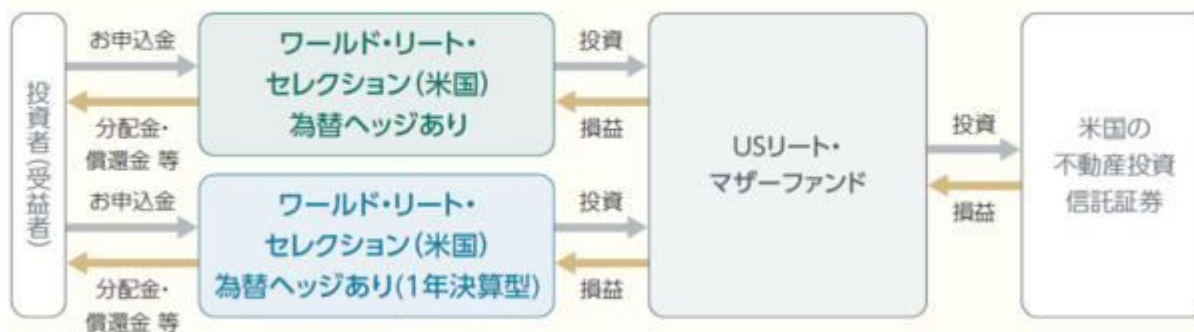 投資者(受益者)
お申込金
分配金・
償還金 等
ワールド・リート・
セレクション(米国)
為替ヘッジあり
投資
損益
お申込金
分配金・
償還金 等
ワールド・リート・
セレクション(米国)
為替ヘッジあり(1年決算型)
投資
損益
USリート・
マザーファンド
投資
損益
米国の
不動産投資
信託証券